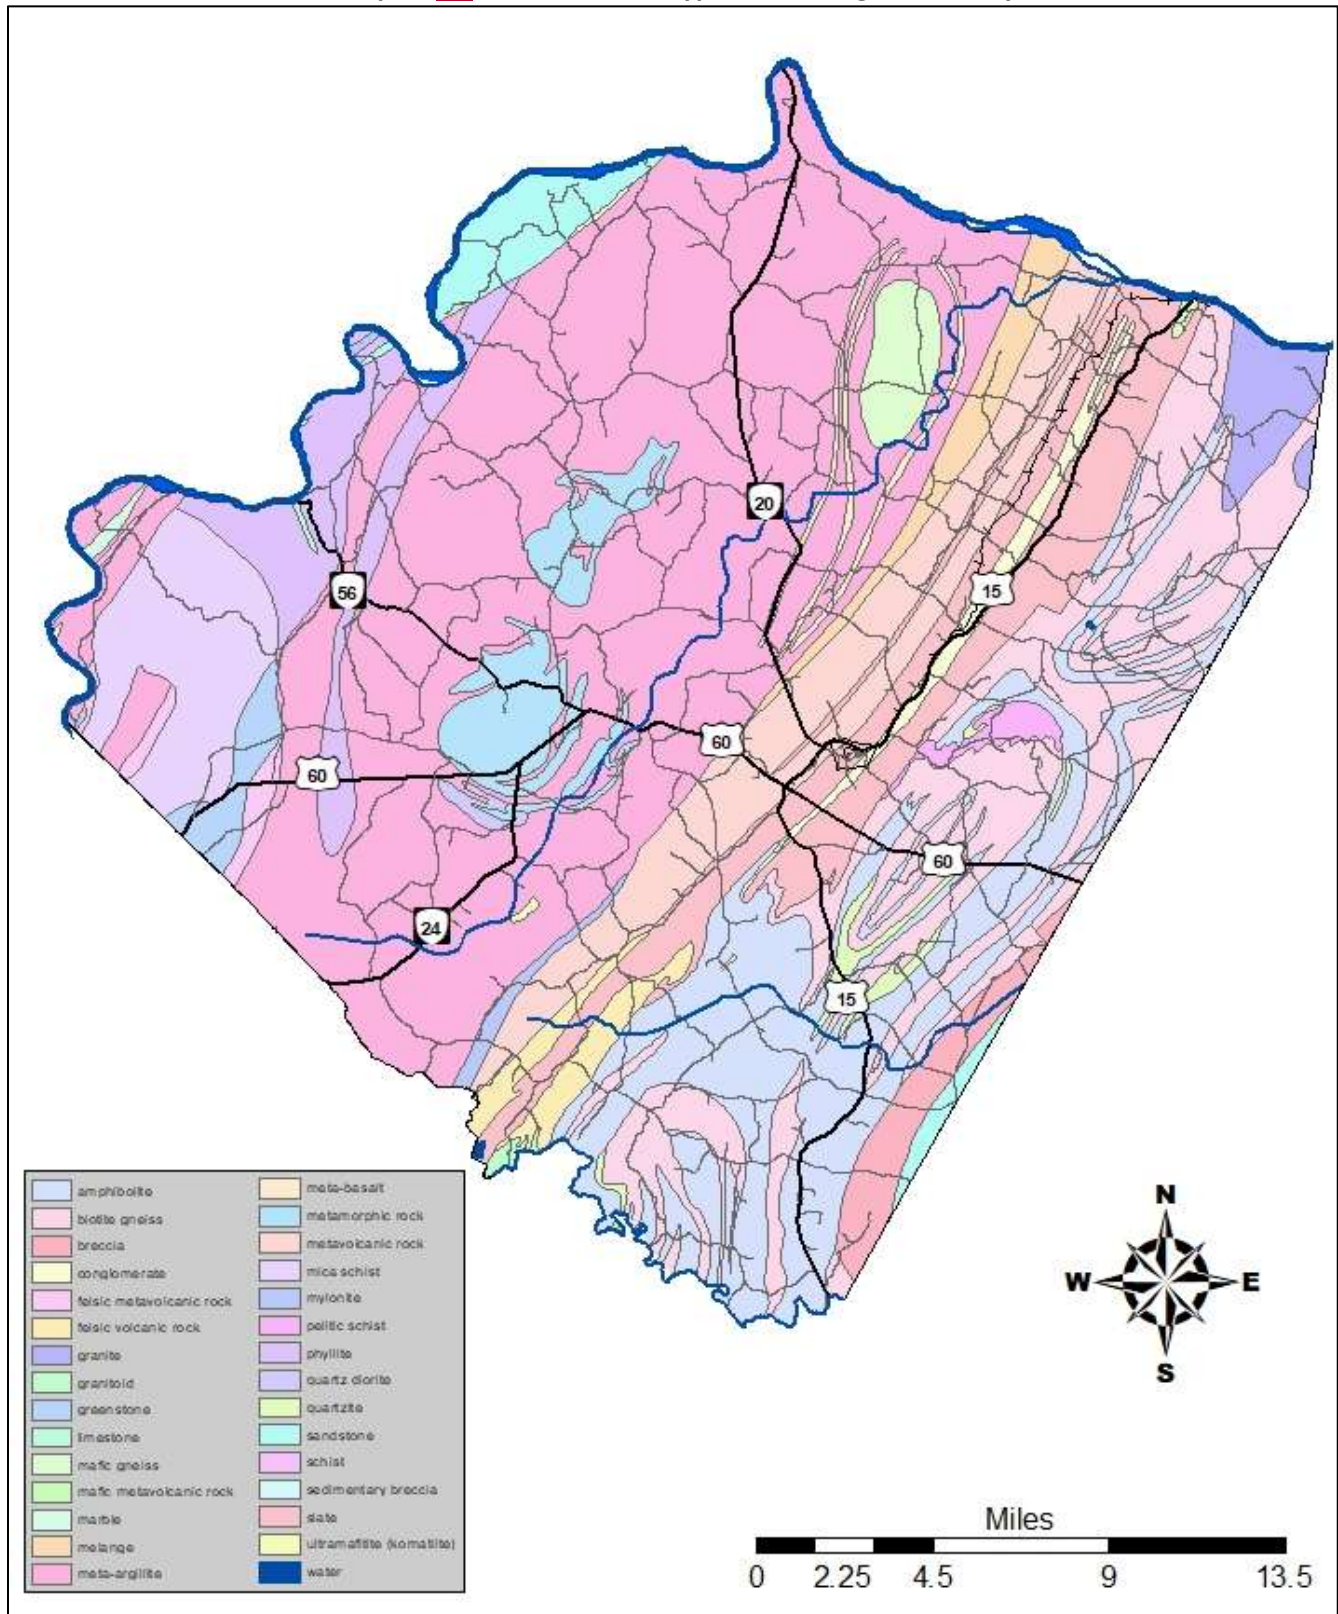 20
56
15
60
60
60
24
15
amphibolite
biotite gneiss
breccia
conglomerate
felsic metavolcanic rock
felsic volcanic rock
granite
granitoid
greenstone
limestone
mafic gneiss
mafic metavolcanic rock
marble
melange
meta-argillite
meta-basalt
metamorphic rock
metavolcanic rock
mica schist
mylonite
pelitic schist
phyllite
quartz diorite
quartzite
sandstone
schist
sedimentary breccia
slate
ultramafitite (komatiite)
water
N
W E
S
Miles
0 2.25 4.5 9 13.5